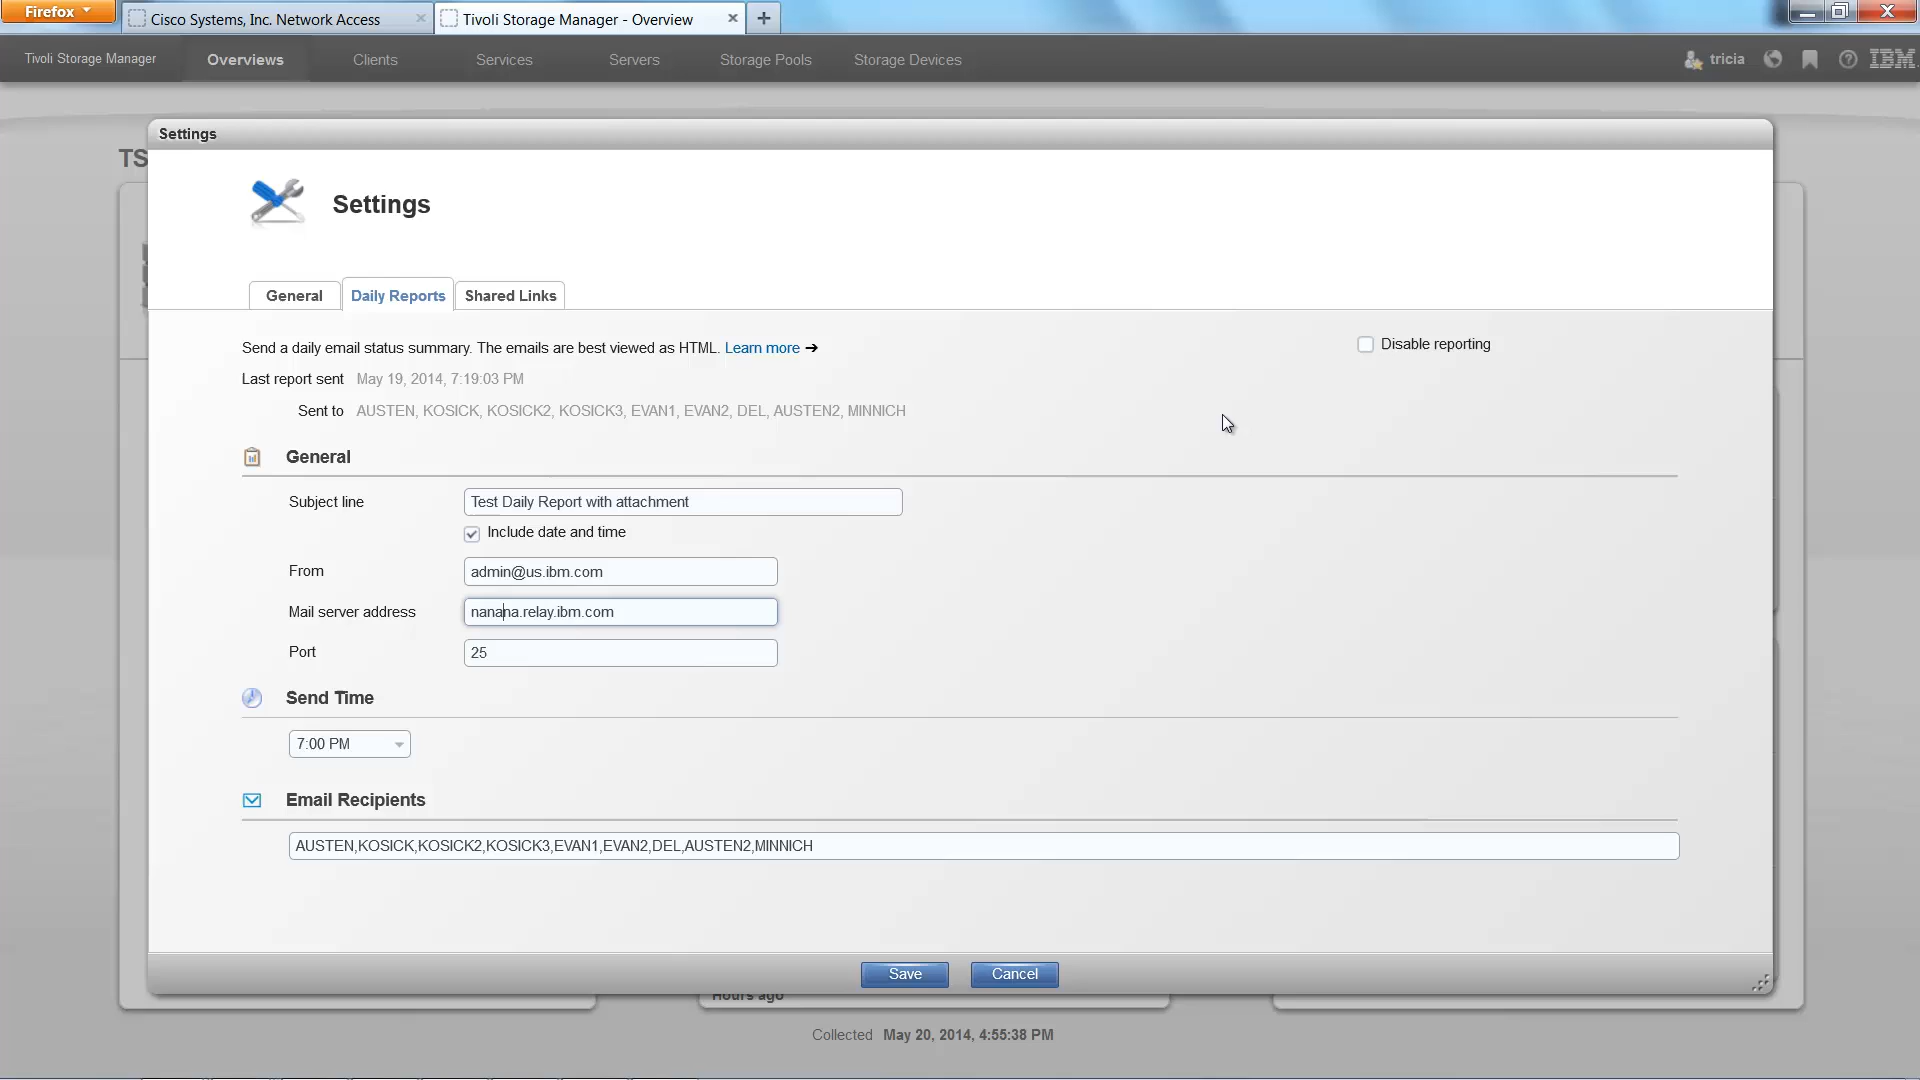 Firefox
Cisco Systems, Inc. Network Access
Tivoli Storage Manager - Overview
Tivoli Storage Manager
Overviews
Clients
Services
Servers
Storage Pools
Storage Devices
tricia
IBM
Settings
TS
Settings
General
Daily Reports
Shared Links
Send a daily email status summary. The emails are best viewed as HTML. Learn more ➔
Disable reporting
Last report sent May 19, 2014, 7:19:03 PM
Sent to AUSTEN, KOSICK, KOSICK2, KOSICK3, EVAN1, EVAN2, DEL, AUSTEN2, MINNICH
General
Subject line Test Daily Report with attachment
Include date and time
From admin@us.ibm.com
Mail server address nanana.relay.ibm.com
Port 25
Send Time
7:00 PM
Email Recipients
AUSTEN,KOSICK,KOSICK2,KOSICK3,EVAN1,EVAN2,DEL,AUSTEN2,MINNICH
Save
Cancel
Hours ago
Collected May 20, 2014, 4:55:38 PM